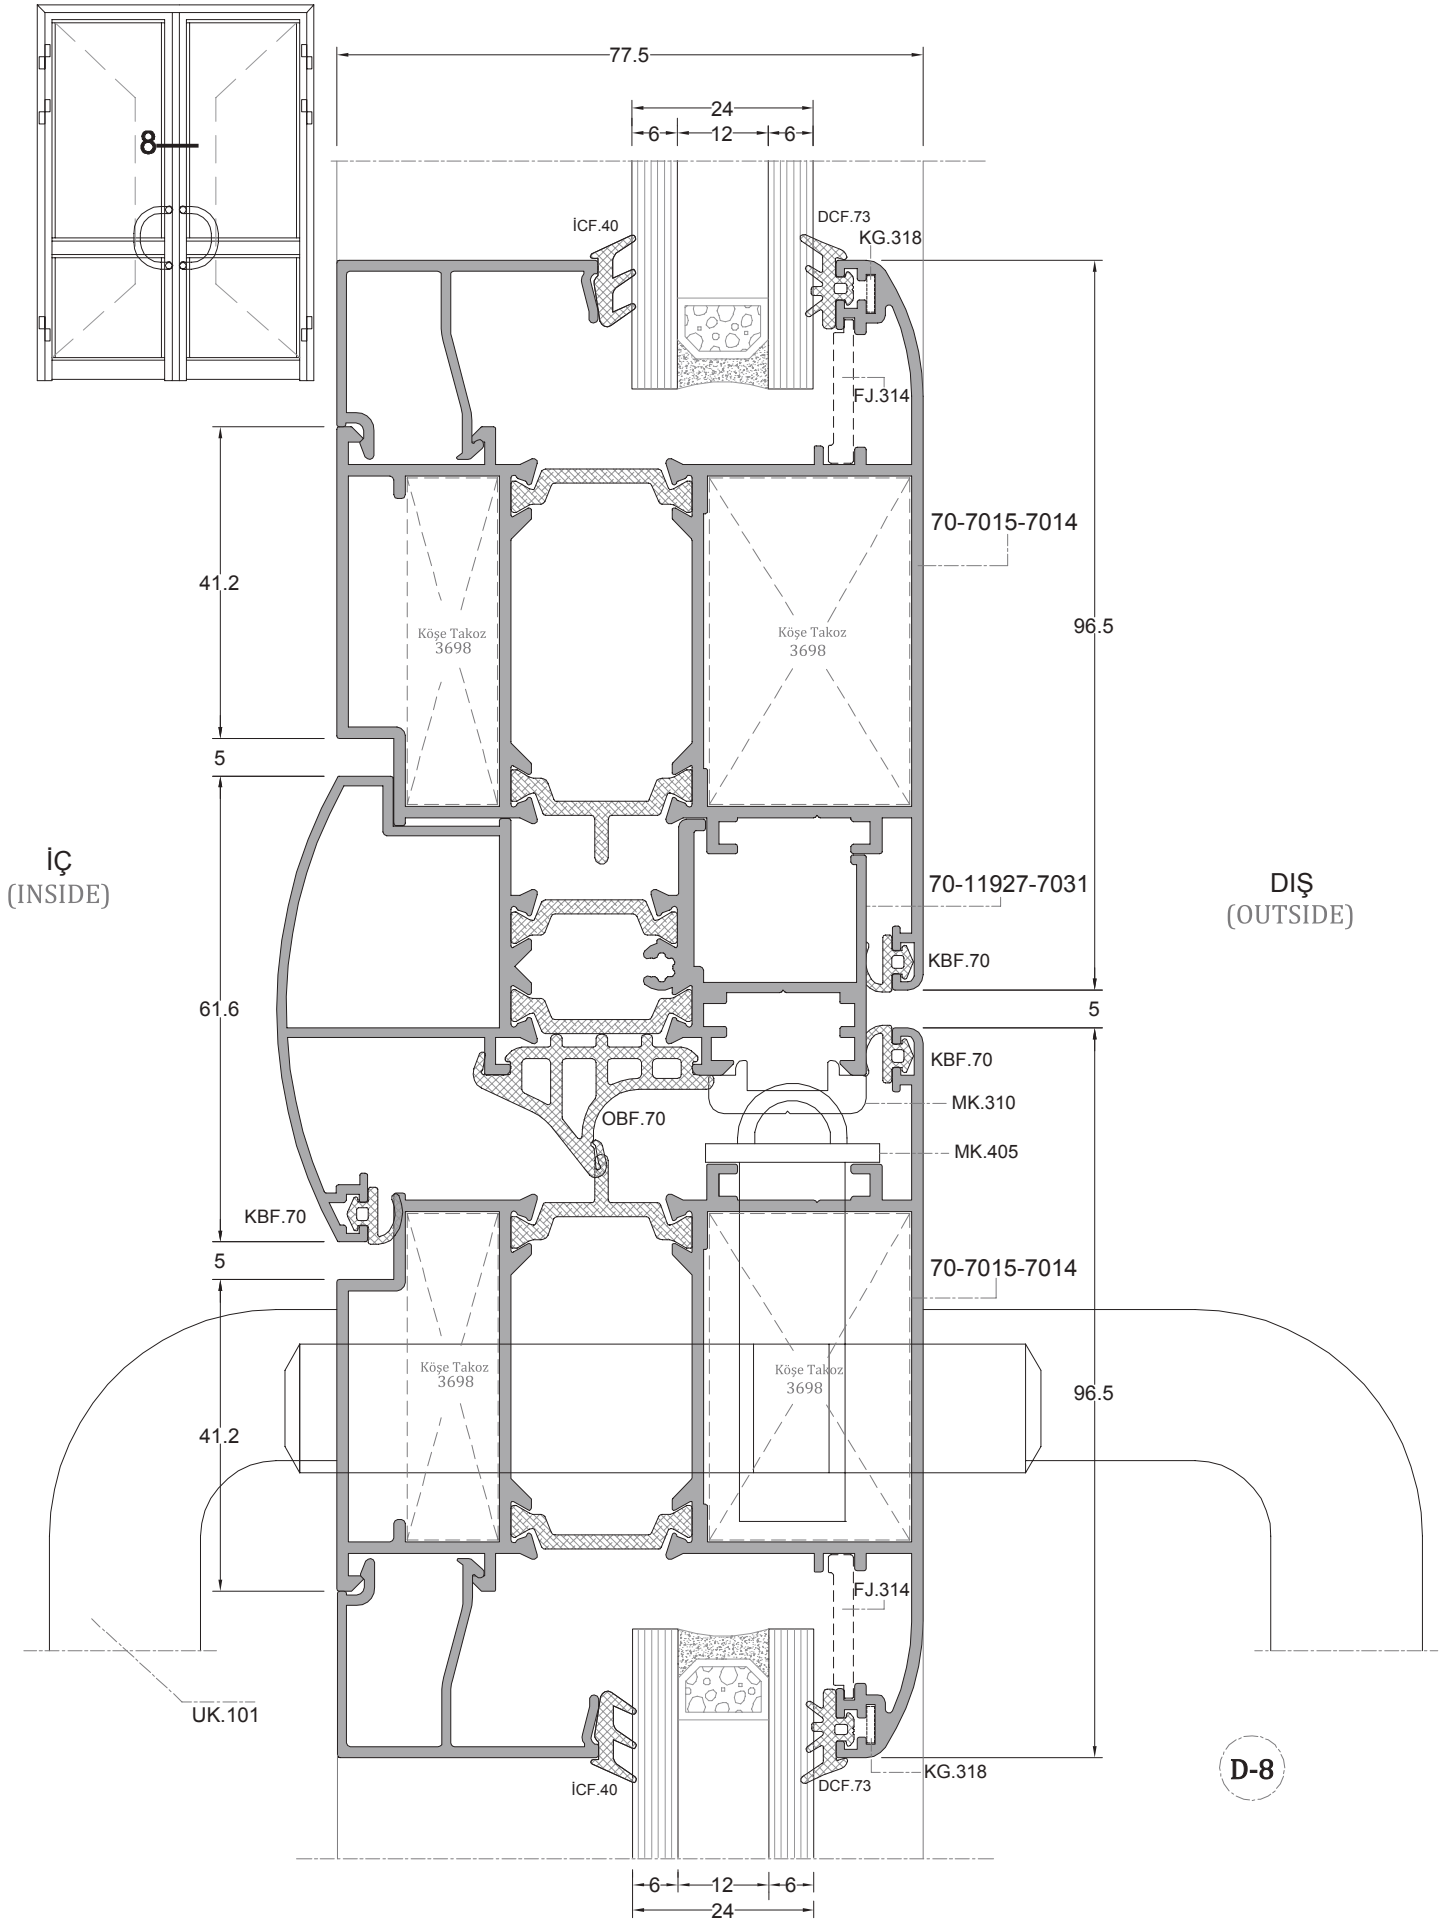 77.5
24
6 12 6
8
İCF.40
DCF.73
KG.318
FJ.314
41.2
70-7015-7014
Köşe Takoz
3698
Köşe Takoz
3698
96.5
5
İÇ
(INSIDE)
70-11927-7031
DIŞ
(OUTSIDE)
KBF.70
61.6
5
KBF.70
MK.310
OBF.70
MK.405
KBF.70
5
70-7015-7014
Köşe Takoz
3698
Köşe Takoz
3698
96.5
41.2
FJ.314
UK.101
İCF.40
DCF.73
KG.318
D-8
6 12 6
24